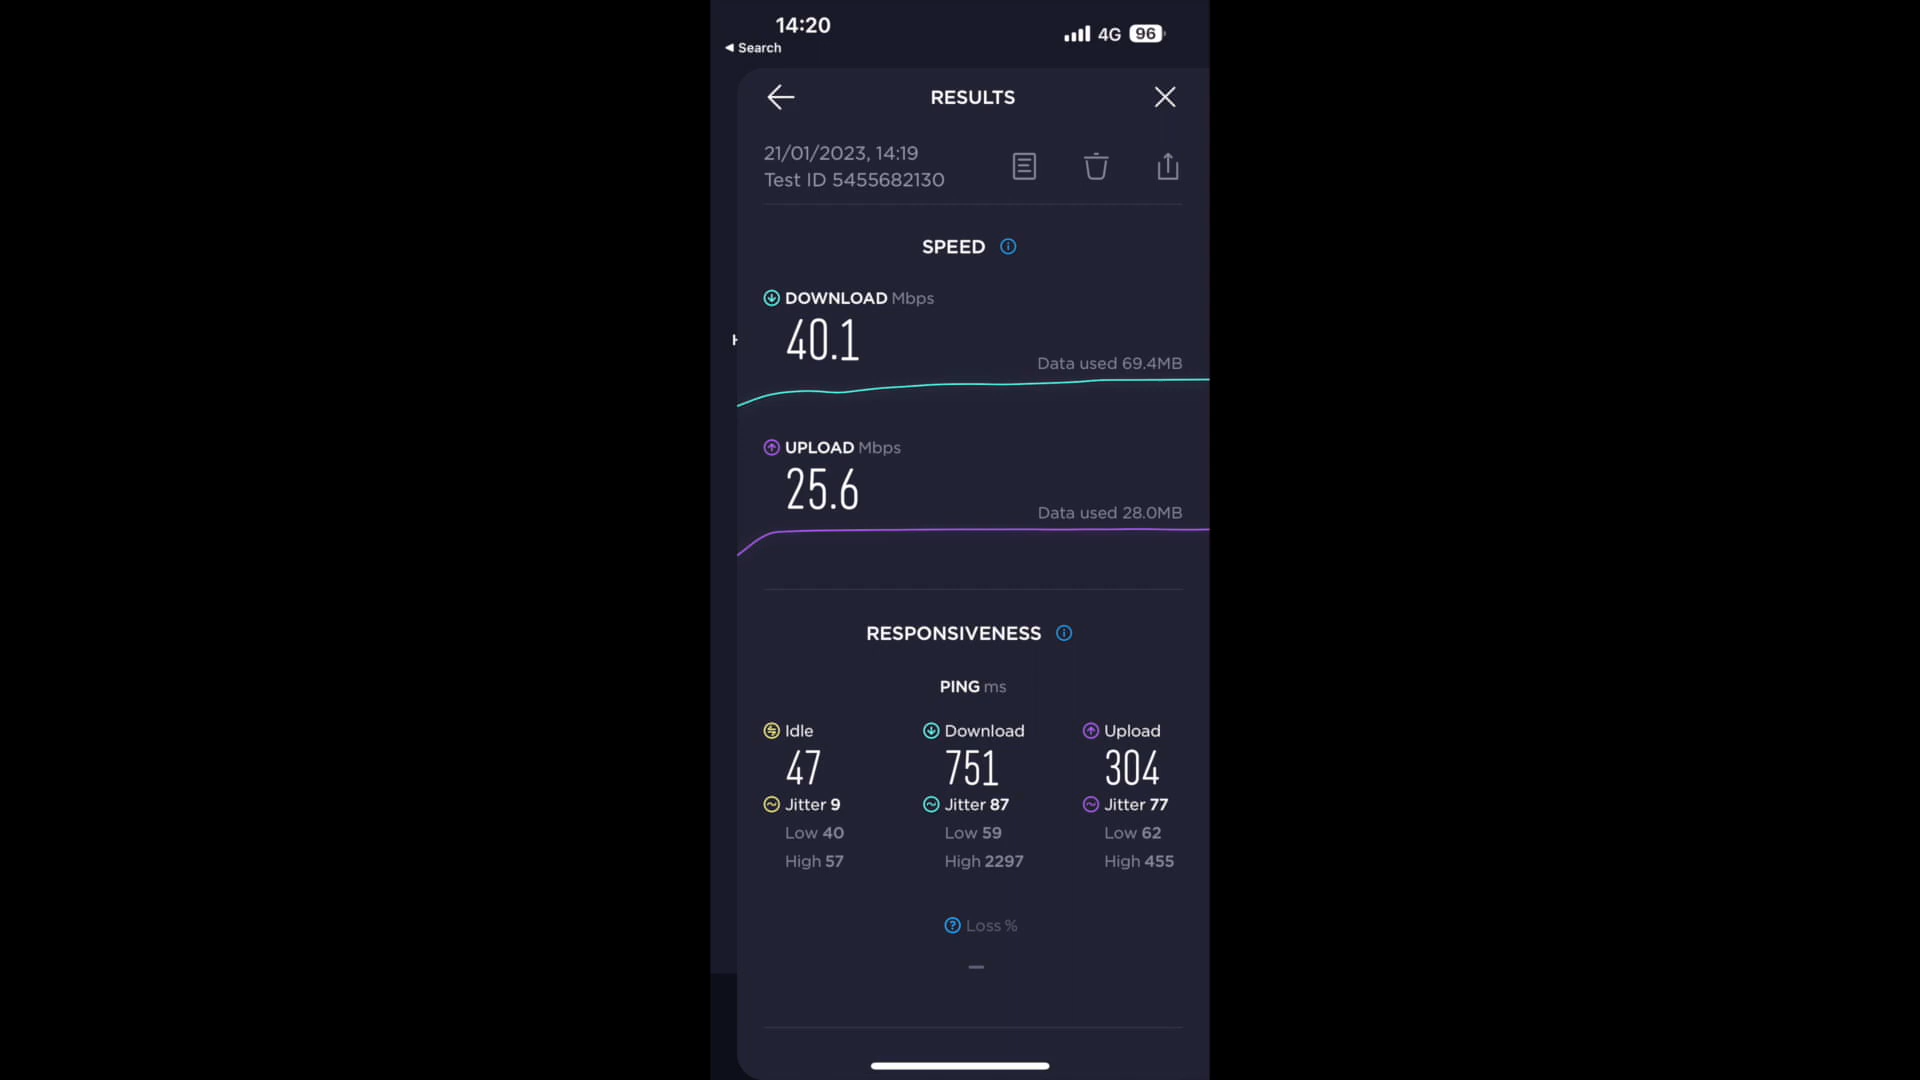 14:20
4G 96
Search
RESULTS
21/01/2023, 14:19
Test ID 5455682130
SPEED
DOWNLOAD Mbps
40.1
Data used 69.4MB
UPLOAD Mbps
25.6
Data used 28.0MB
RESPONSIVENESS
PING ms
Idle Download Upload
47 751 304
Jitter 9 Jitter 87 Jitter 77
Low 40 Low 59 Low 62
High 57 High 2297 High 455
Loss %
—